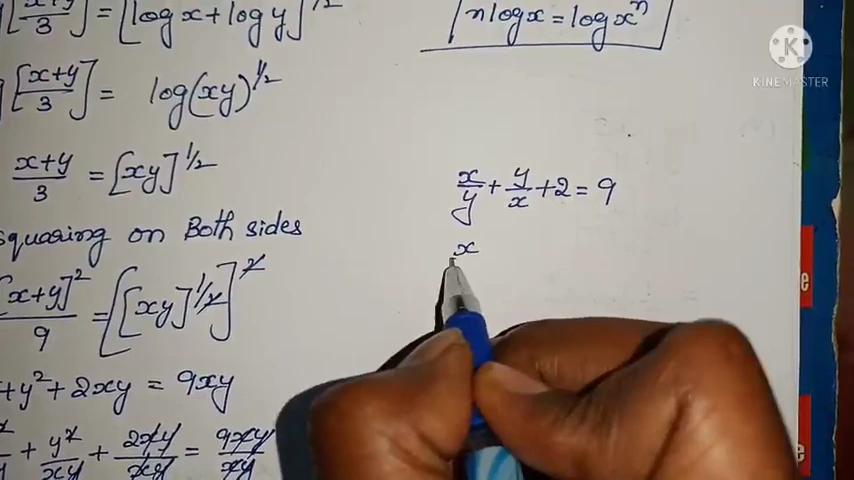 [x+y/3] = [log x + log y]^1/2
[x+y/3] = log(xy)^1/2
x+y/3 = [xy]^1/2
squaring on Both sides
[x+y]^2/9 = [[xy]^1/2]^2
+y^2 + 2xy = 9xy
+ y^2/xy + 2xy/xy = 9xy/xy
n log x = log x^n
x/y + y/x + 2 = 9
x
KINEMASTER